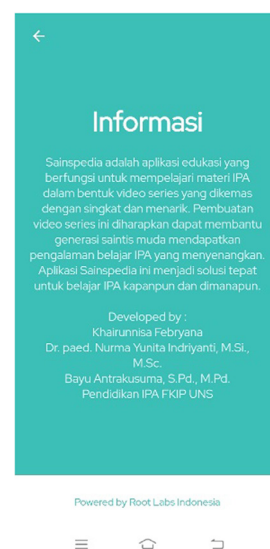 Informasi
Sainspedia adalah aplikasi edukasi yang
berfungsi untuk mempelajari materi IPA
dalam bentuk video series yang dikemas
dengan singkat dan menarik. Pembuatan
video series ini diharapkan dapat membantu
generasi saintis muda mendapatkan
pengalaman belajar IPA yang menyenangkan.
Aplikasi Sainspedia ini menjadi solusi tepat
untuk belajar IPA kapanpun dan dimanapun.
Developed by :
Khairunnisa Febryana
Dr. paed. Nurma Yunita Indriyanti, M.Si.,
M.Sc.
Bayu Antrakusuma, S.Pd., M.Pd.
Pendidikan IPA FKIP UNS
Powered by Root Labs Indonesia